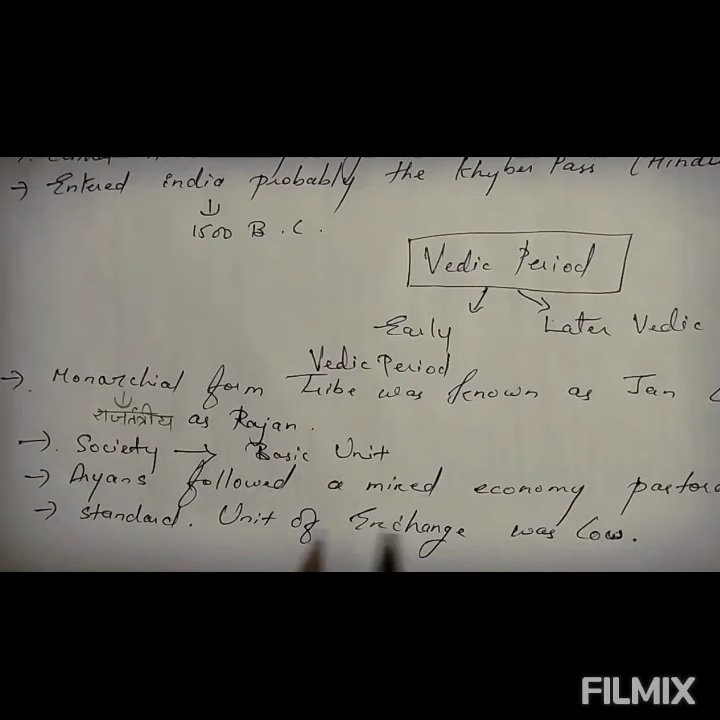 → Entered india probably the Khyber Pass (Hindu
↓
1500 B.C.
Vedic Period
Early Later Vedic
Vedic Period
→. Monarchial form Tribe was known as Jan
↓
राजतंत्रीय as Rajan.
→. Society → Basic Unit
→ Aryans followed a mixed economy pastora
→ Standard. Unit of Exchange was Cow.
FILMIX